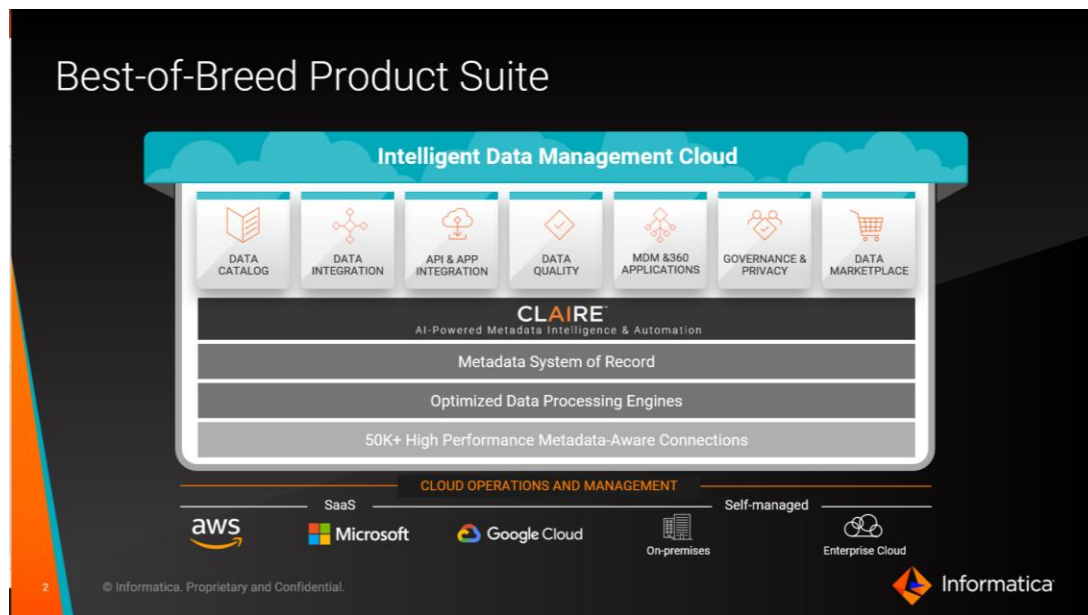 Best-of-Breed Product Suite
Intelligent Data Management Cloud
DATA
CATALOG
DATA
INTEGRATION
API & APP
INTEGRATION
DATA
QUALITY
MDM &360
APPLICATIONS
GOVERNANCE &
PRIVACY
DATA
MARKETPLACE
CLAIRE™
AI-Powered Metadata Intelligence & Automation
Metadata System of Record
Optimized Data Processing Engines
50K+ High Performance Metadata-Aware Connections
CLOUD OPERATIONS AND MANAGEMENT
SaaS
Self-managed
aws
Microsoft
Google Cloud
On-premises
Enterprise Cloud
2
© Informatica. Proprietary and Confidential.
Informatica